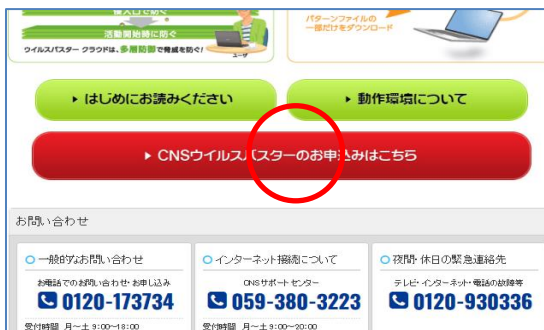 活動開始時に防ぐ
ウイルスバスター クラウドは、多層防御で脅威を防ぐ!
ユーザ
パターンファイルの
一部だけをダウンロード
はじめにお読みください
動作環境について
CNSウイルスバスターのお申込みはこちら
お問い合わせ
一般的なお問い合わせ
お電話でのお問い合わせ・お申し込み
0120-173734
受付時間 月~土 9:00~18:00
インターネット接続について
CNSサポートセンター
059-380-3223
受付時間 月~土 9:00~20:00
夜間・休日の緊急連絡先
テレビ・インターネット・電話の故障等
0120-930336